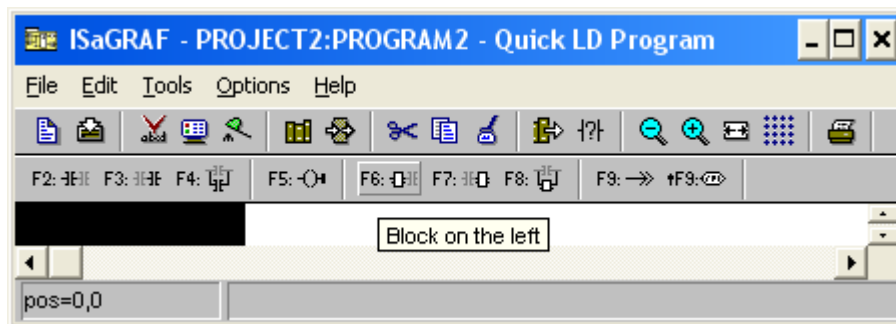 ISaGRAF - PROJECT2:PROGRAM2 - Quick LD Program
File Edit Tools Options Help
F2: F3: F4: F5: F6: F7: F8: F9: F9:
Block on the left
pos=0,0